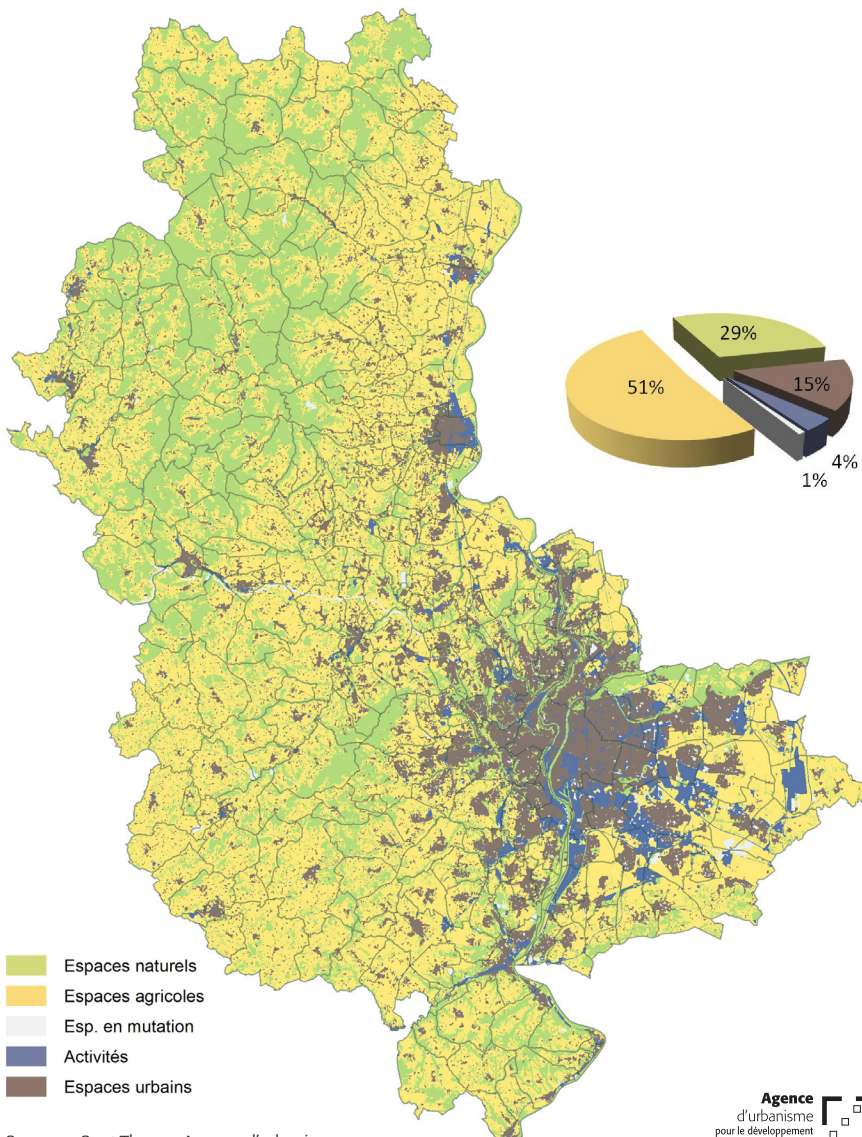 29%
51%
15%
4%
1%
Espaces naturels
Espaces agricoles
Esp. en mutation
Activités
Espaces urbains
Agence
d'urbanisme
pour le développement